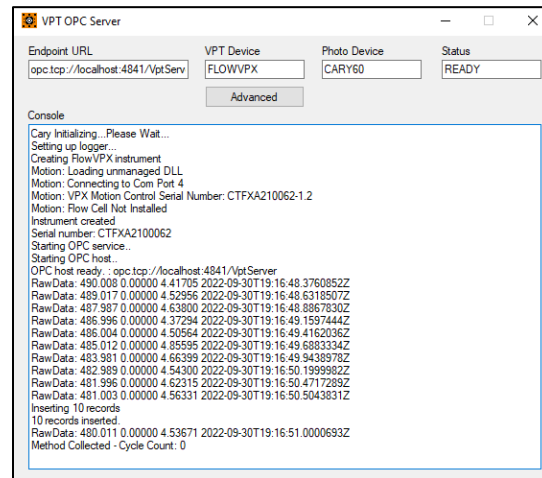 VPT OPC Server
Endpoint URL VPT Device Photo Device Status
opc.tcp://localhost:4841/VptServ FLOWVPX CARY60 READY
Advanced
Console
Cary Initializing...Please Wait...
Setting up logger...
Creating FlowVPX instrument
Motion: Loading unmanaged DLL
Motion: Connecting to Com Port 4
Motion: VPX Motion Control Serial Number: CTFXA210062-1.2
Motion: Flow Cell Not Installed
Instrument created
Serial number: CTFXA2100062
Starting OPC service..
Starting OPC host..
OPC host ready. : opc.tcp://localhost:4841/VptServer
RawData: 490.008 0.00000 4.41705 2022-09-30T19:16:48.3760852Z
RawData: 489.017 0.00000 4.52956 2022-09-30T19:16:48.6318507Z
RawData: 487.987 0.00000 4.63800 2022-09-30T19:16:48.8867830Z
RawData: 486.996 0.00000 4.37294 2022-09-30T19:16:49.1597444Z
RawData: 486.004 0.00000 4.50564 2022-09-30T19:16:49.4162036Z
RawData: 485.012 0.00000 4.85595 2022-09-30T19:16:49.6883334Z
RawData: 483.981 0.00000 4.66399 2022-09-30T19:16:49.9438978Z
RawData: 482.989 0.00000 4.54300 2022-09-30T19:16:50.1999982Z
RawData: 481.996 0.00000 4.62315 2022-09-30T19:16:50.4717289Z
RawData: 481.003 0.00000 4.56331 2022-09-30T19:16:50.5043831Z
Inserting 10 records
10 records inserted.
RawData: 480.011 0.00000 4.53671 2022-09-30T19:16:51.0000693Z
Method Collected - Cycle Count: 0